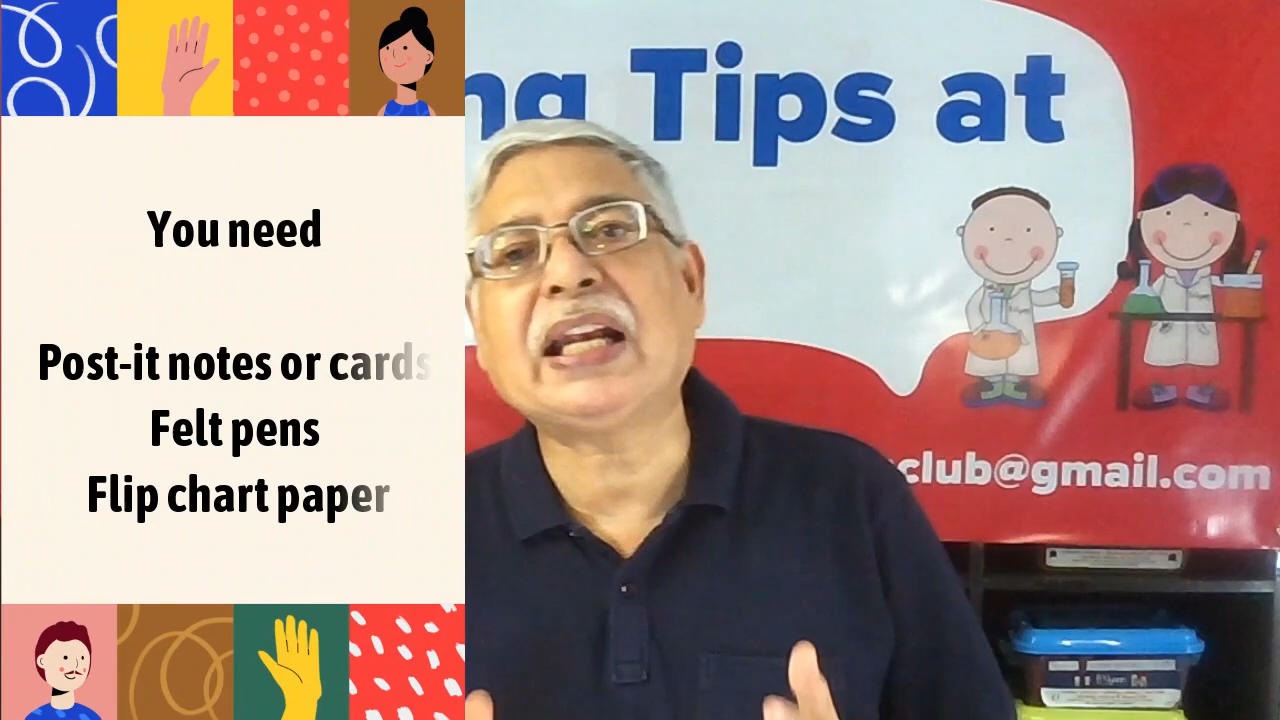 You need
Post-it notes or cards
Felt pens
Flip chart paper
Tips at
club@gmail.com